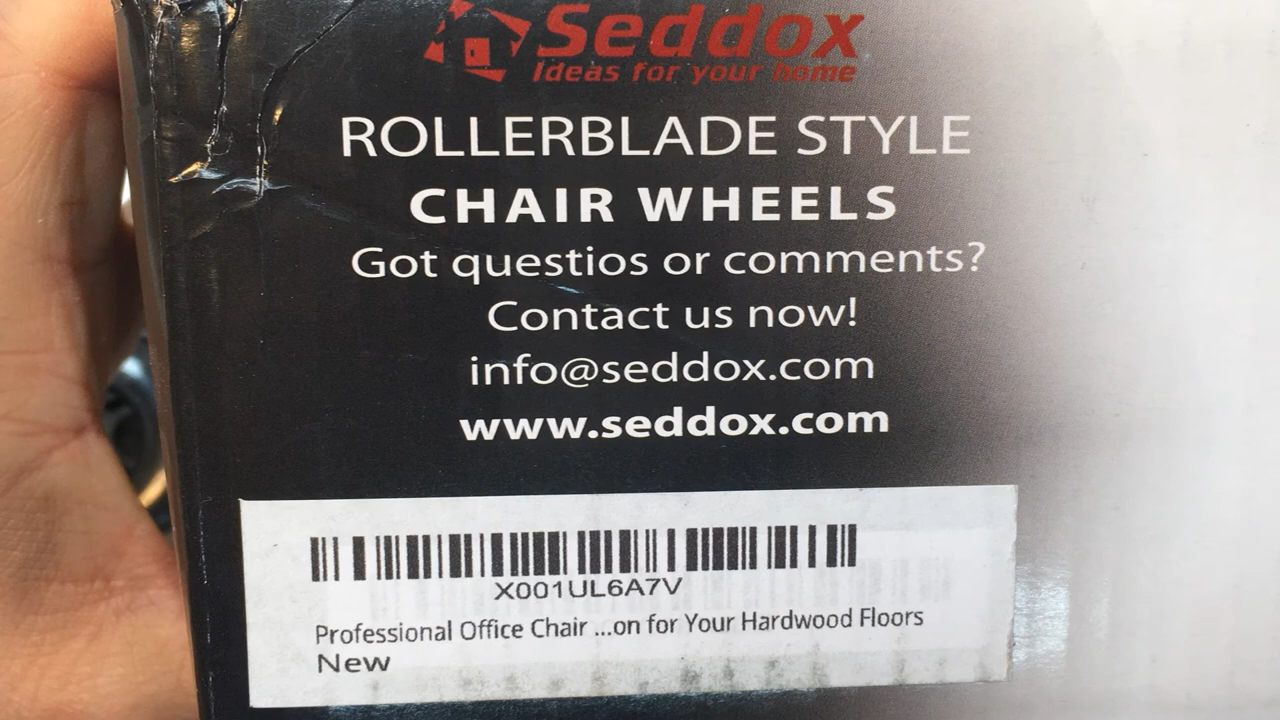 Seddox
Ideas for your home
ROLLERBLADE STYLE
CHAIR WHEELS
Got questios or comments?
Contact us now!
info@seddox.com
www.seddox.com
X001UL6A7V
Professional Office Chair ...on for Your Hardwood Floors
New